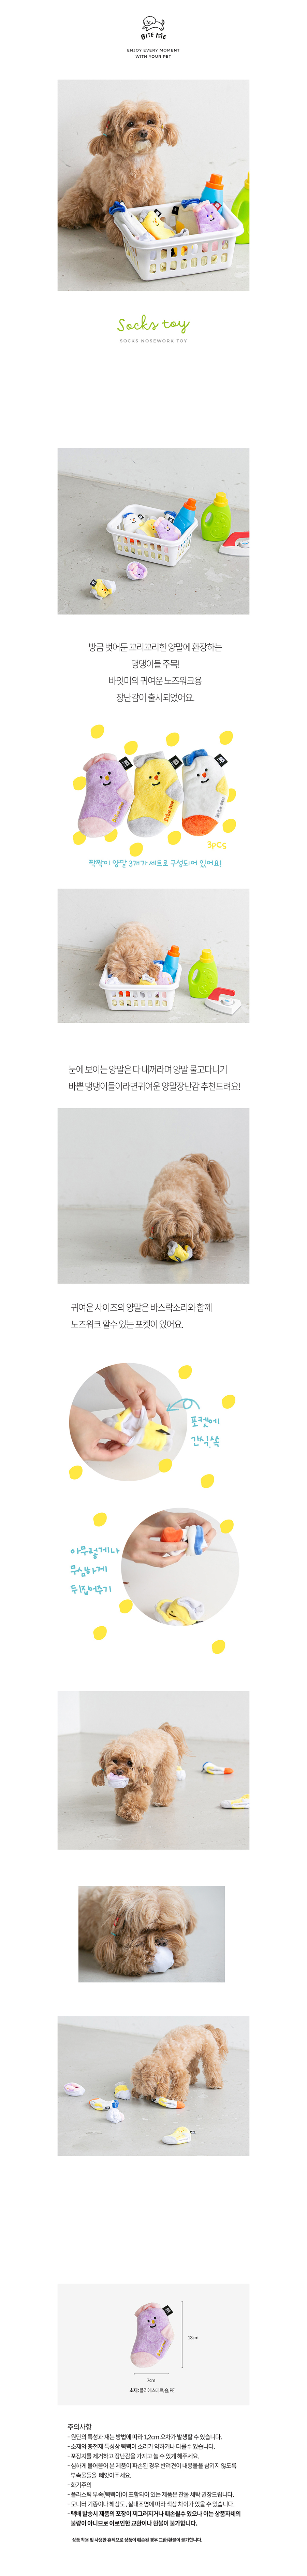 BITE ME
ENJOY EVERY MOMENT
WITH YOUR PET
Socks toy
SOCKS NOSEWORK TOY
방금 벗어둔 꼬리꼬리한 양말에 환장하는
댕댕이들 주목!
바잇미의 귀여운 노즈워크용
장난감이 출시되었어요.
3PCS
짝짝이 양말 3개가 세트로 구성되어 있어요!
눈에 보이는 양말은 다 내꺼라며 양말 물고다니기
바쁜 댕댕이들이라면귀여운 양말장난감 추천드려요!
귀여운 사이즈의 양말은 바스락소리와 함께
노즈워크 할수 있는 포켓이 있어요.
포켓에
간식쏙
아무렇게나
무심하게
뒤집어주기
13cm
7cm
소재: 폴리에스테르, 솜, PE
주의사항
- 원단의 특성과 재는 방법에 따라 1,2cm 오차가 발생할 수 있습니다.
- 소재와 충전재 특성상 삑삑이 소리가 약하거나 다를수 있습니다.
- 포장지를 제거하고 장난감을 가지고 놀 수 있게 해주세요.
- 심하게 물어뜯어 본 제품이 파손된 경우 반려견이 내용물을 삼키지 않도록
부속물들을 빼앗아주세요.
- 화기주의
- 플라스틱 부속(삑삑이)이 포함되어 있는 제품은 찬물 세탁 권장드립니다.
- 모니터 기종이나 해상도, 실내조명에 따라 색상 차이가 있을 수 있습니다.
- 택배 발송시 제품의 포장이 찌그러지거나 훼손될수 있으나 이는 상품자체의
불량이 아니므로 이로인한 교환이나 환불이 불가합니다.
상품 착용 및 사용한 흔적으로 상품이 훼손된 경우 교환/환불이 불가합니다.